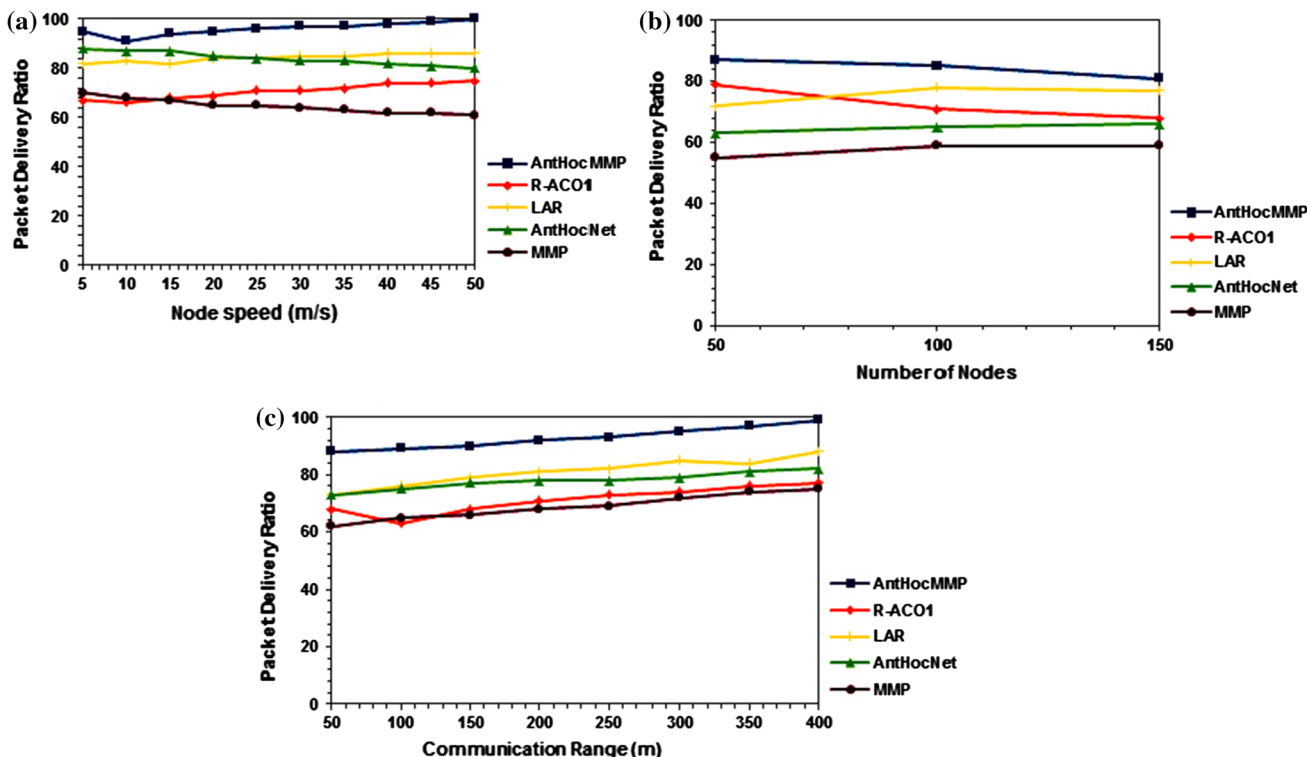 (a)
Packet Delivery Ratio
100
80
60
40
20
0
5 10 15 20 25 30 35 40 45 50
Node speed (m/s)
AntHocMMP
R-ACO1
LAR
AntHocNet
MMP
(b)
Packet Delivery Ratio
100
80
60
40
20
0
50 100 150
Number of Nodes
AntHocMMP
R-ACO1
LAR
AntHocNet
MMP
(c)
Packet Delivery Ratio
100
80
60
40
20
0
50 100 150 200 250 300 350 400
Communication Range (m)
AntHocMMP
R-ACO1
LAR
AntHocNet
MMP